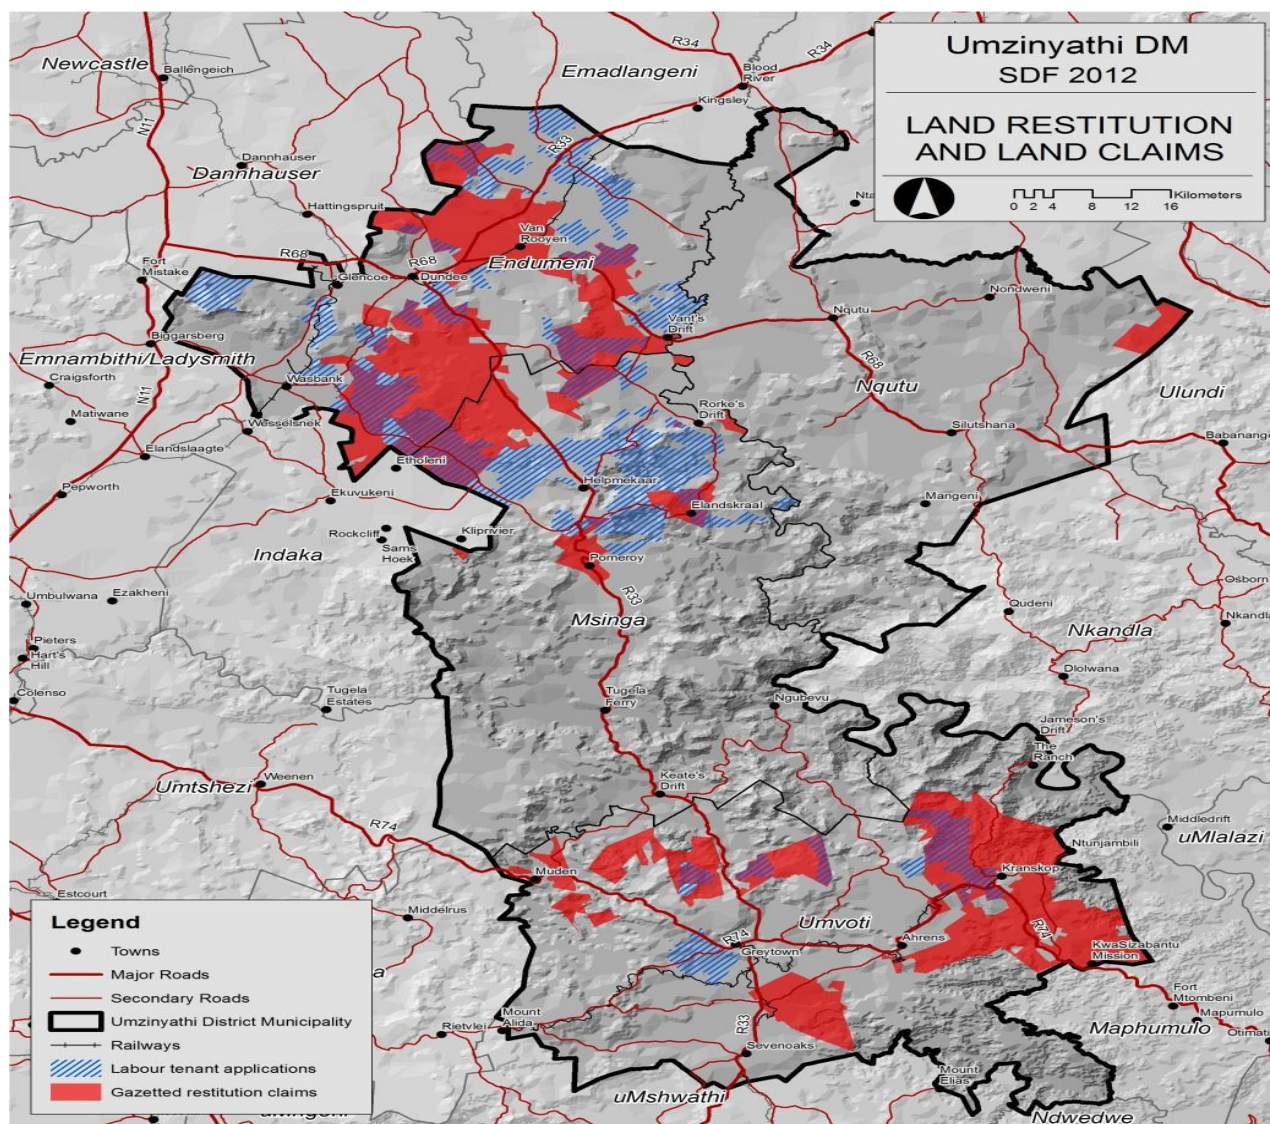 Umzinyathi DM
SDF 2012
LAND RESTITUTION
AND LAND CLAIMS
Kilometers
0 2 4 8 12 16
Newcastle
Ballengeich
Emadlangeni
R34
R34
Blood
River
Kingsley
N11
R33
Dannhauser
Dannhauser
Hattingspruit
Van
Rooyen
Endumeni
R68
R68
Fort
Mistake
Glencoe
Dundee
Nondweni
Nqutu
Vant's
Drift
Biggarsberg
Emnambithi/Ladysmith
R68
Nqutu
Ulundi
Craigsforth
N11
Wasbank
Matiwane
Wesselsnek
Rorke's
Drift
Silutshana
Babanango
Elandslaagte
Etholeni
Pepworth
Ekuvukeni
Helpmekaar
Mangeni
Elandskraal
Rockcliff
Kliprivier
Sams
Hoek
Indaka
Pomeroy
Osborn
Umbulwana
Ezakheni
R33
Msinga
Qudeni
Nkandla
Nkandla
Pieters
Hart's
Hill
Dlolwana
Colenso
Tugela
Estates
Tugela
Ferry
Ngubevu
Jameson's
Drift
The
Ranch
Weenen
Umtshezi
Keate's
Drift
R74
Middledrift
uMlalazi
Ntunjambili
Muden
Kranskop
Estcourt
Middelrus
Umvoti
R74
R74
Greytown
Ahrens
KwaSizabantu
Mission
Fort
Mtombeni
Mapumulo
Maphumulo
Otimati
Rietvlei
Mount
Alida
R33
Sevenoaks
Mount
Elias
uMshwathi
Ndwedwe
Legend
Towns
Major Roads
Secondary Roads
Umzinyathi District Municipality
Railways
Labour tenant applications
Gazetted restitution claims